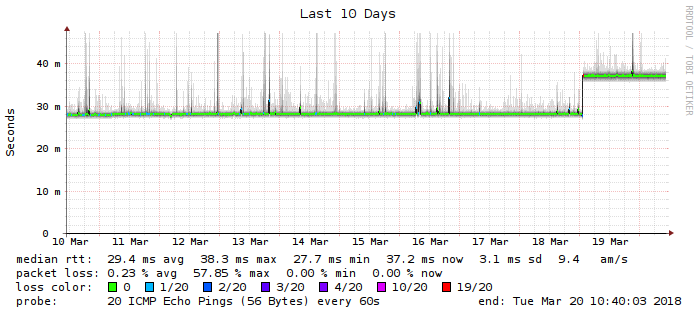 Last 10 Days
RRDTOOL / TOBI OETIKER
Seconds
40 m
30 m
20 m
10 m
0
10 Mar 11 Mar 12 Mar 13 Mar 14 Mar 15 Mar 16 Mar 17 Mar 18 Mar 19 Mar
median rtt: 29.4 ms avg 38.3 ms max 27.7 ms min 37.2 ms now 3.1 ms sd 9.4 am/s
packet loss: 0.23 % avg 57.85 % max 0.00 % min 0.00 % now
loss color: 0 1/20 2/20 3/20 4/20 10/20 19/20
probe: 20 ICMP Echo Pings (56 Bytes) every 60s end: Tue Mar 20 10:40:03 2018